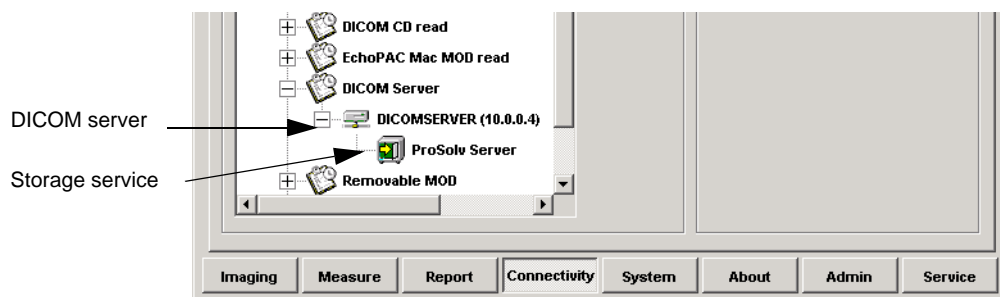 DICOM CD read
EchoPAC Mac MOD read
DICOM Server
DICOM server
DICOMSERVER (10.0.0.4)
ProSolv Server
Storage service
Removable MOD
Imaging Measure Report Connectivity System About Admin Service